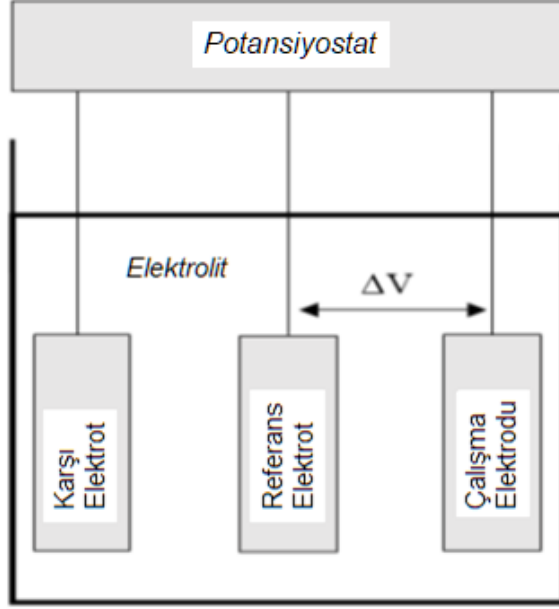 Potansiyostat
Elektrolit
ΔV
Karşı
Elektrot
Referans
Elektrot
Çalışma
Elektrodu